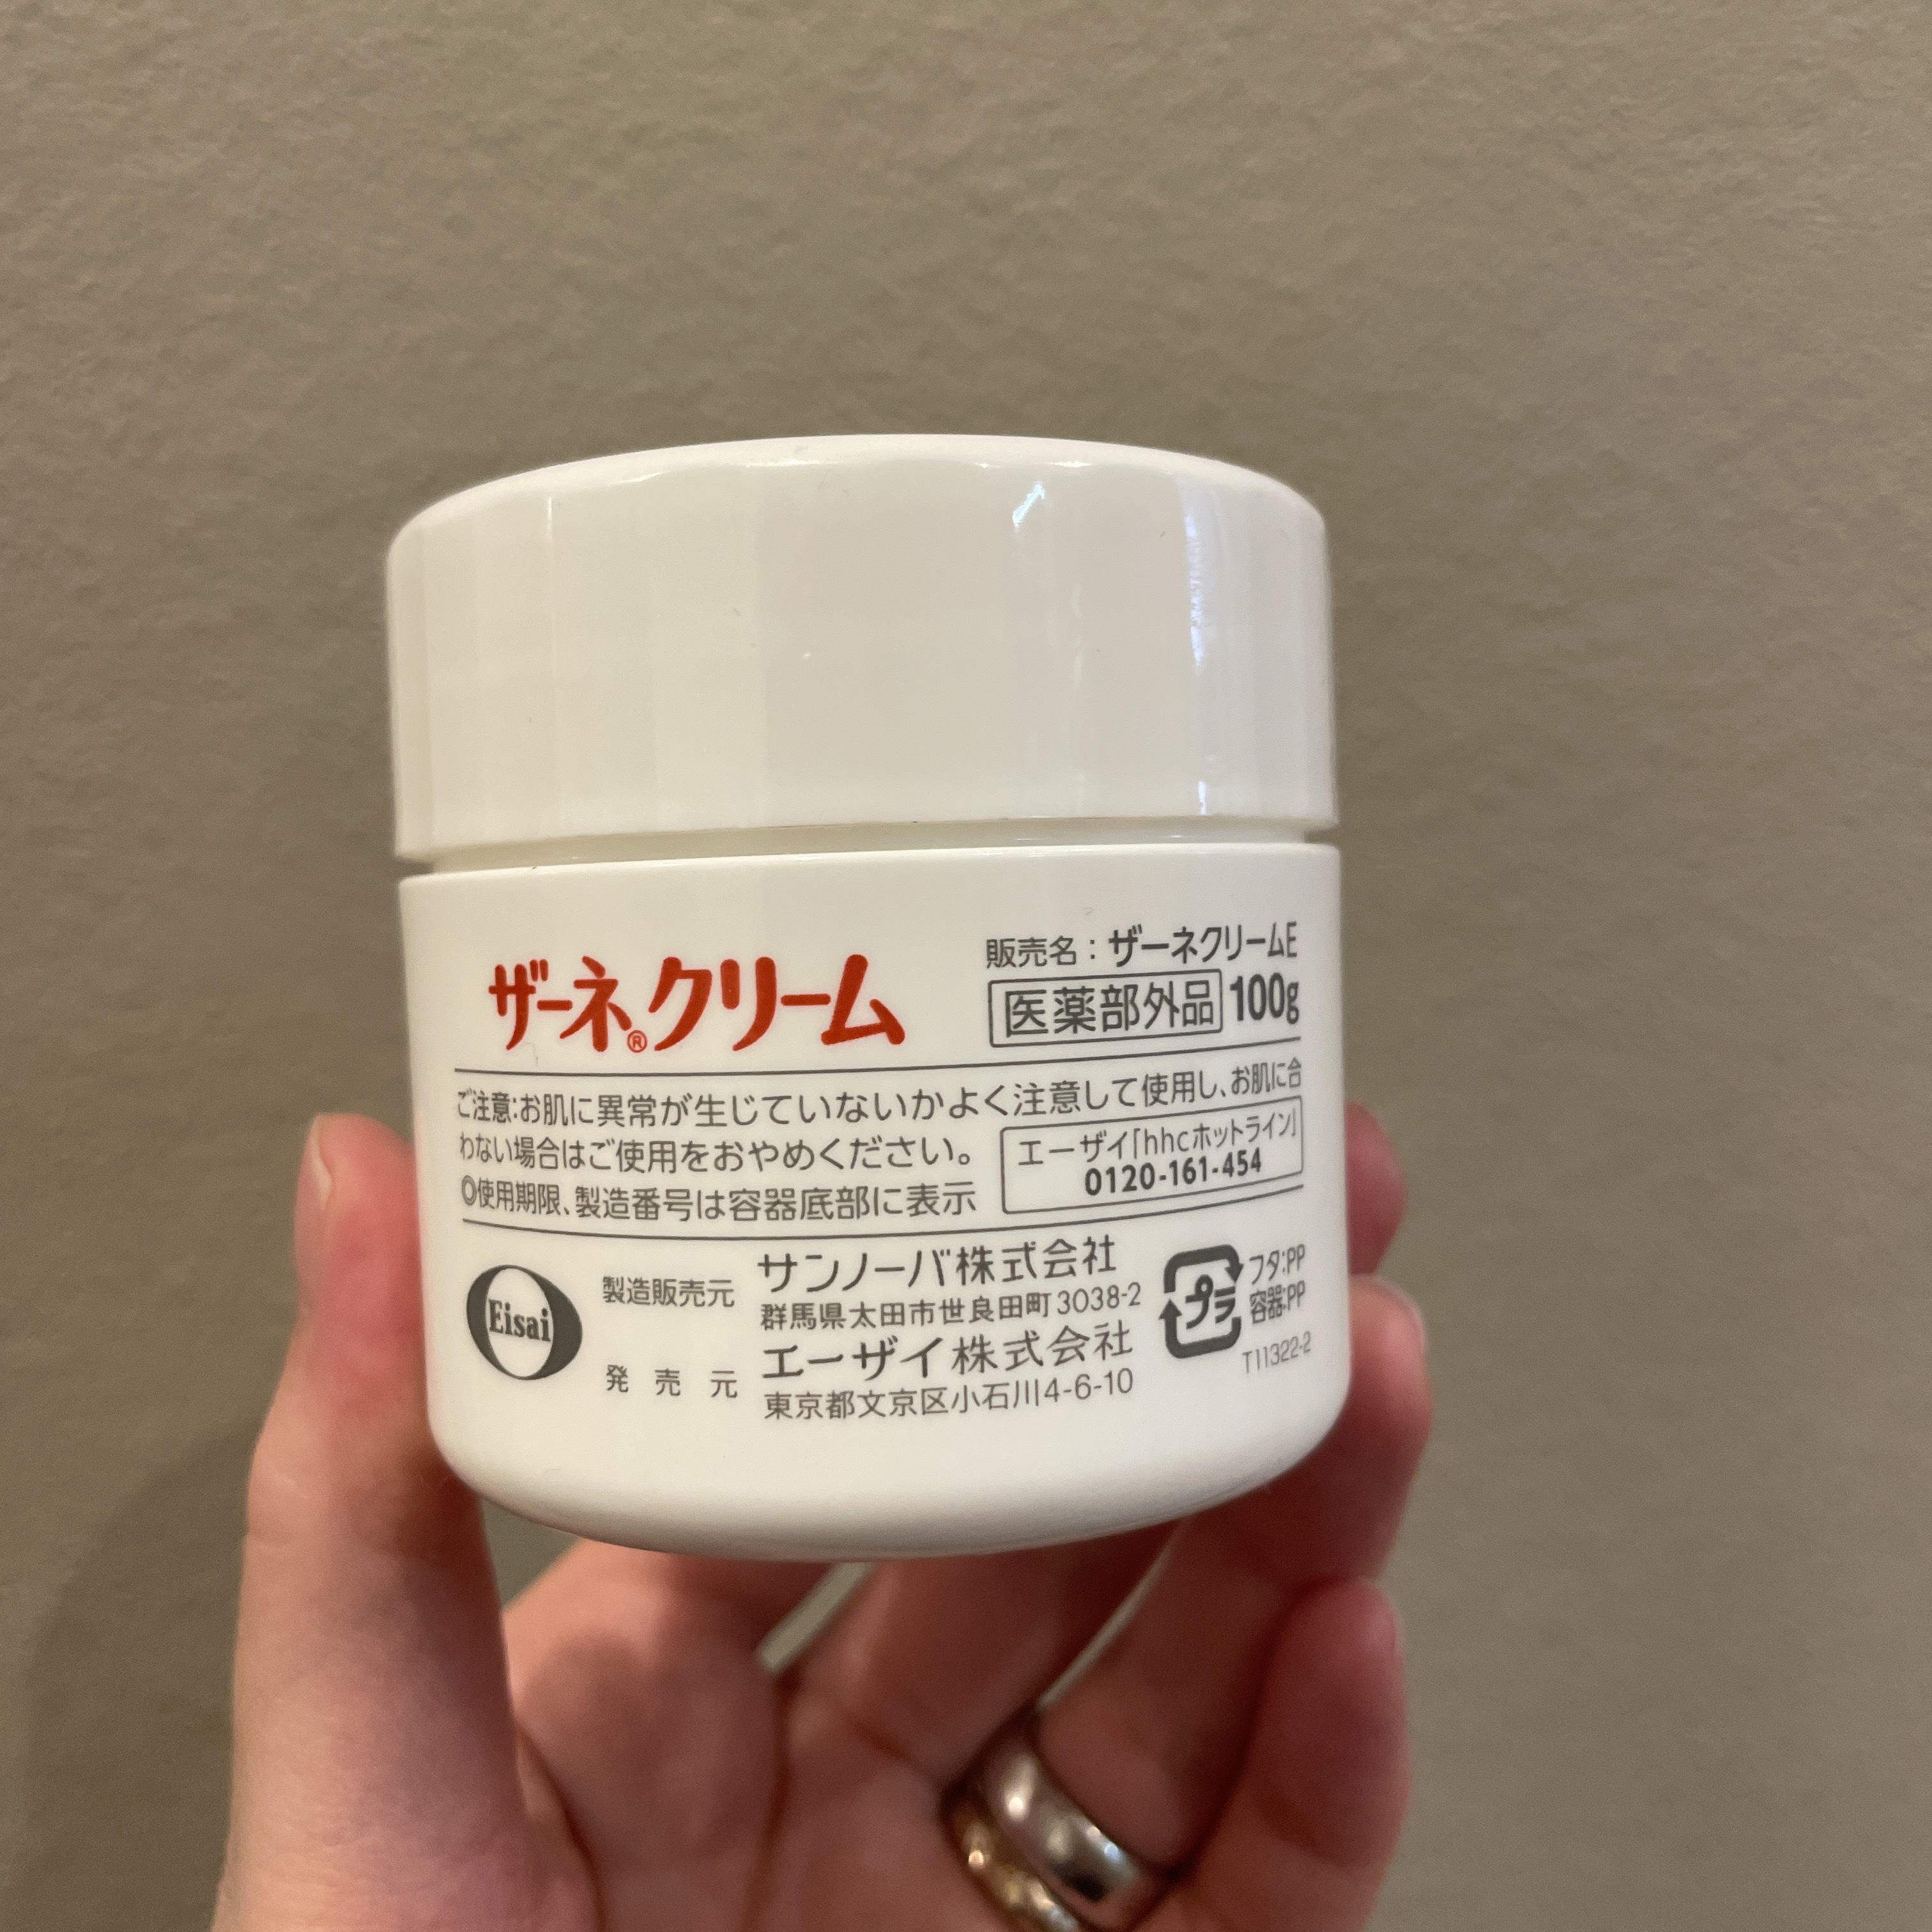 ザーネ®クリーム
販売名：ザーネクリームE
医薬部外品 100g
ご注意:お肌に異常が生じていないかよく注意して使用し、お肌に合
わない場合はご使用をおやめください。
◎使用期限、製造番号は容器底部に表示
エーザイ「hhcホットライン」
0120-161-454
Eisai
製造販売元 サンノーバ株式会社
群馬県太田市世良田町3038-2
発売元 エーザイ株式会社
東京都文京区小石川4-6-10
プラ
フタ:PP
容器:PP
T11322-2